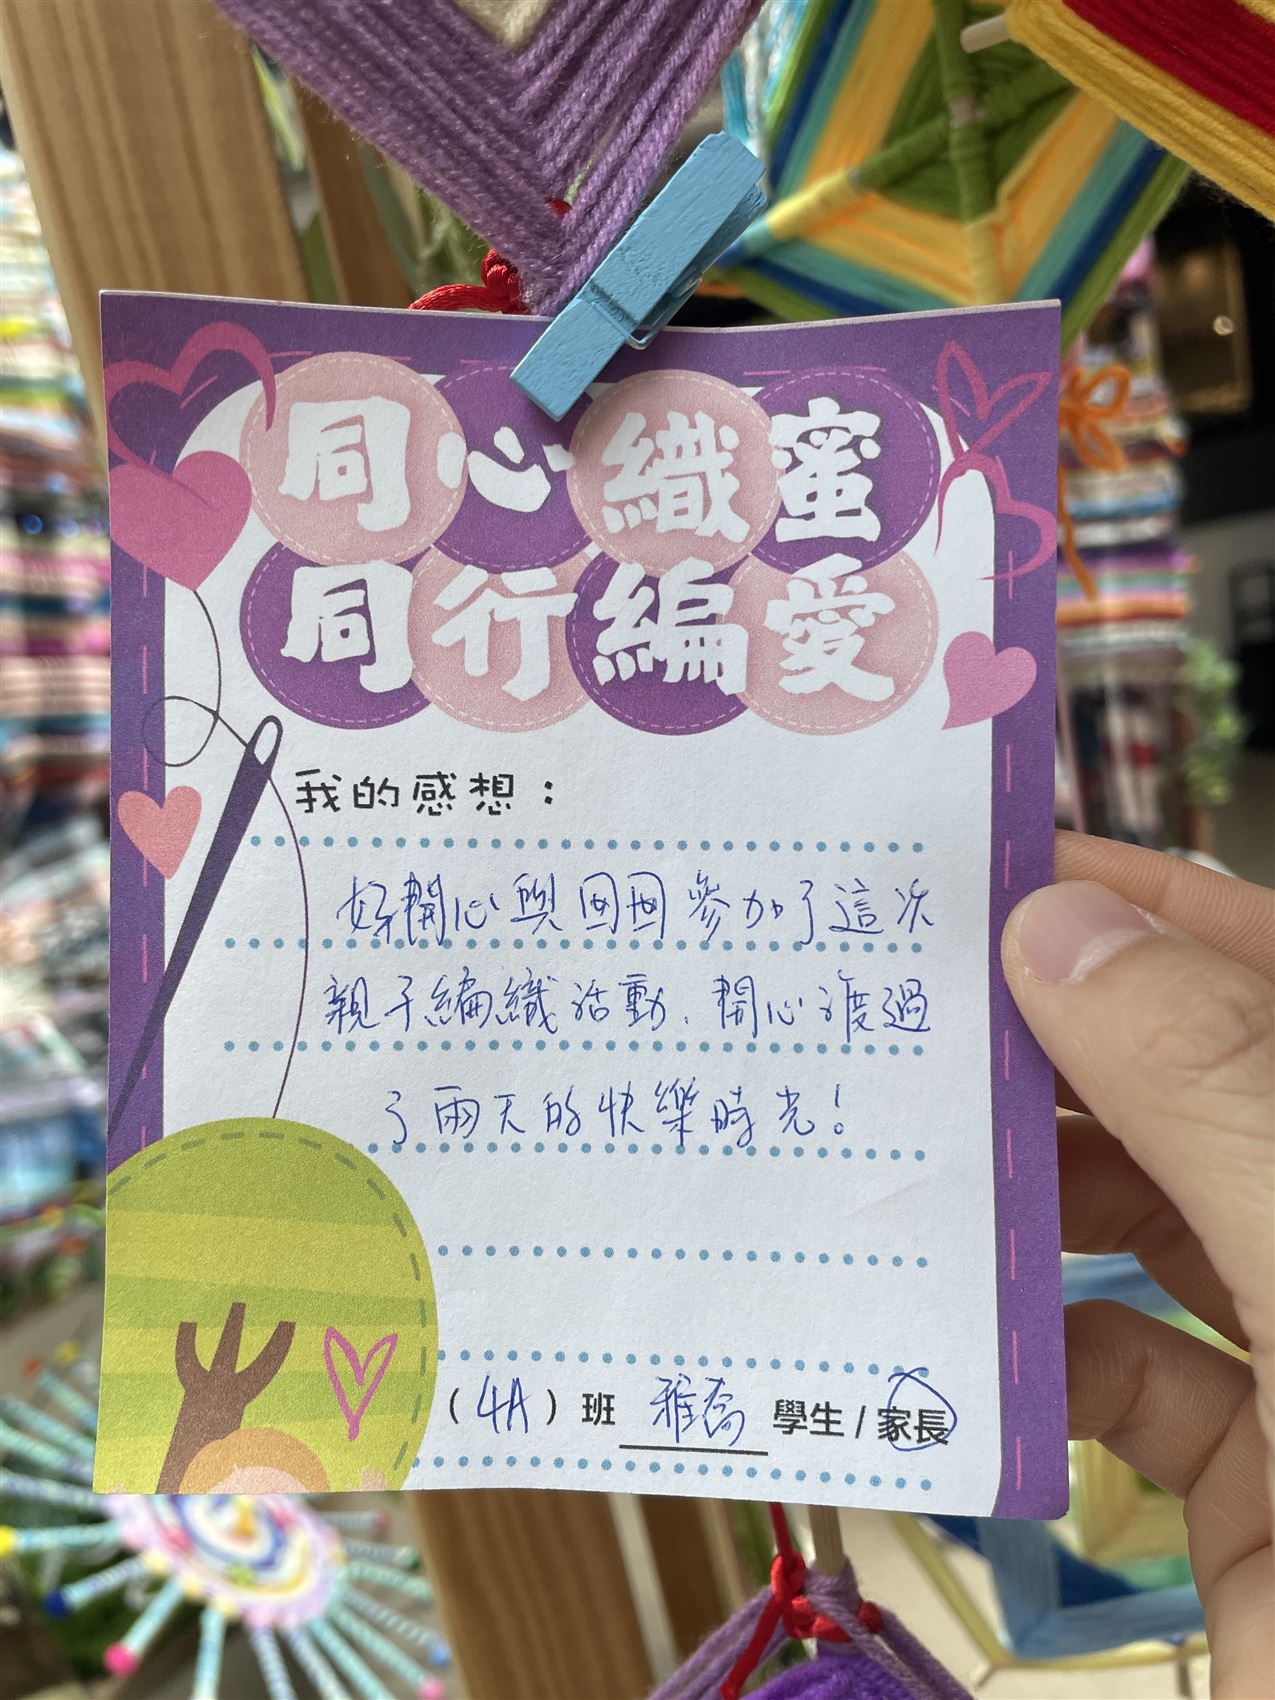 同心織蜜
同行編愛
我的感想：
好開心與囡囡參加了這次
親子編織活動，開心渡過
了兩天的快樂時光！
（4A）班 雅喬 學生 / 家長